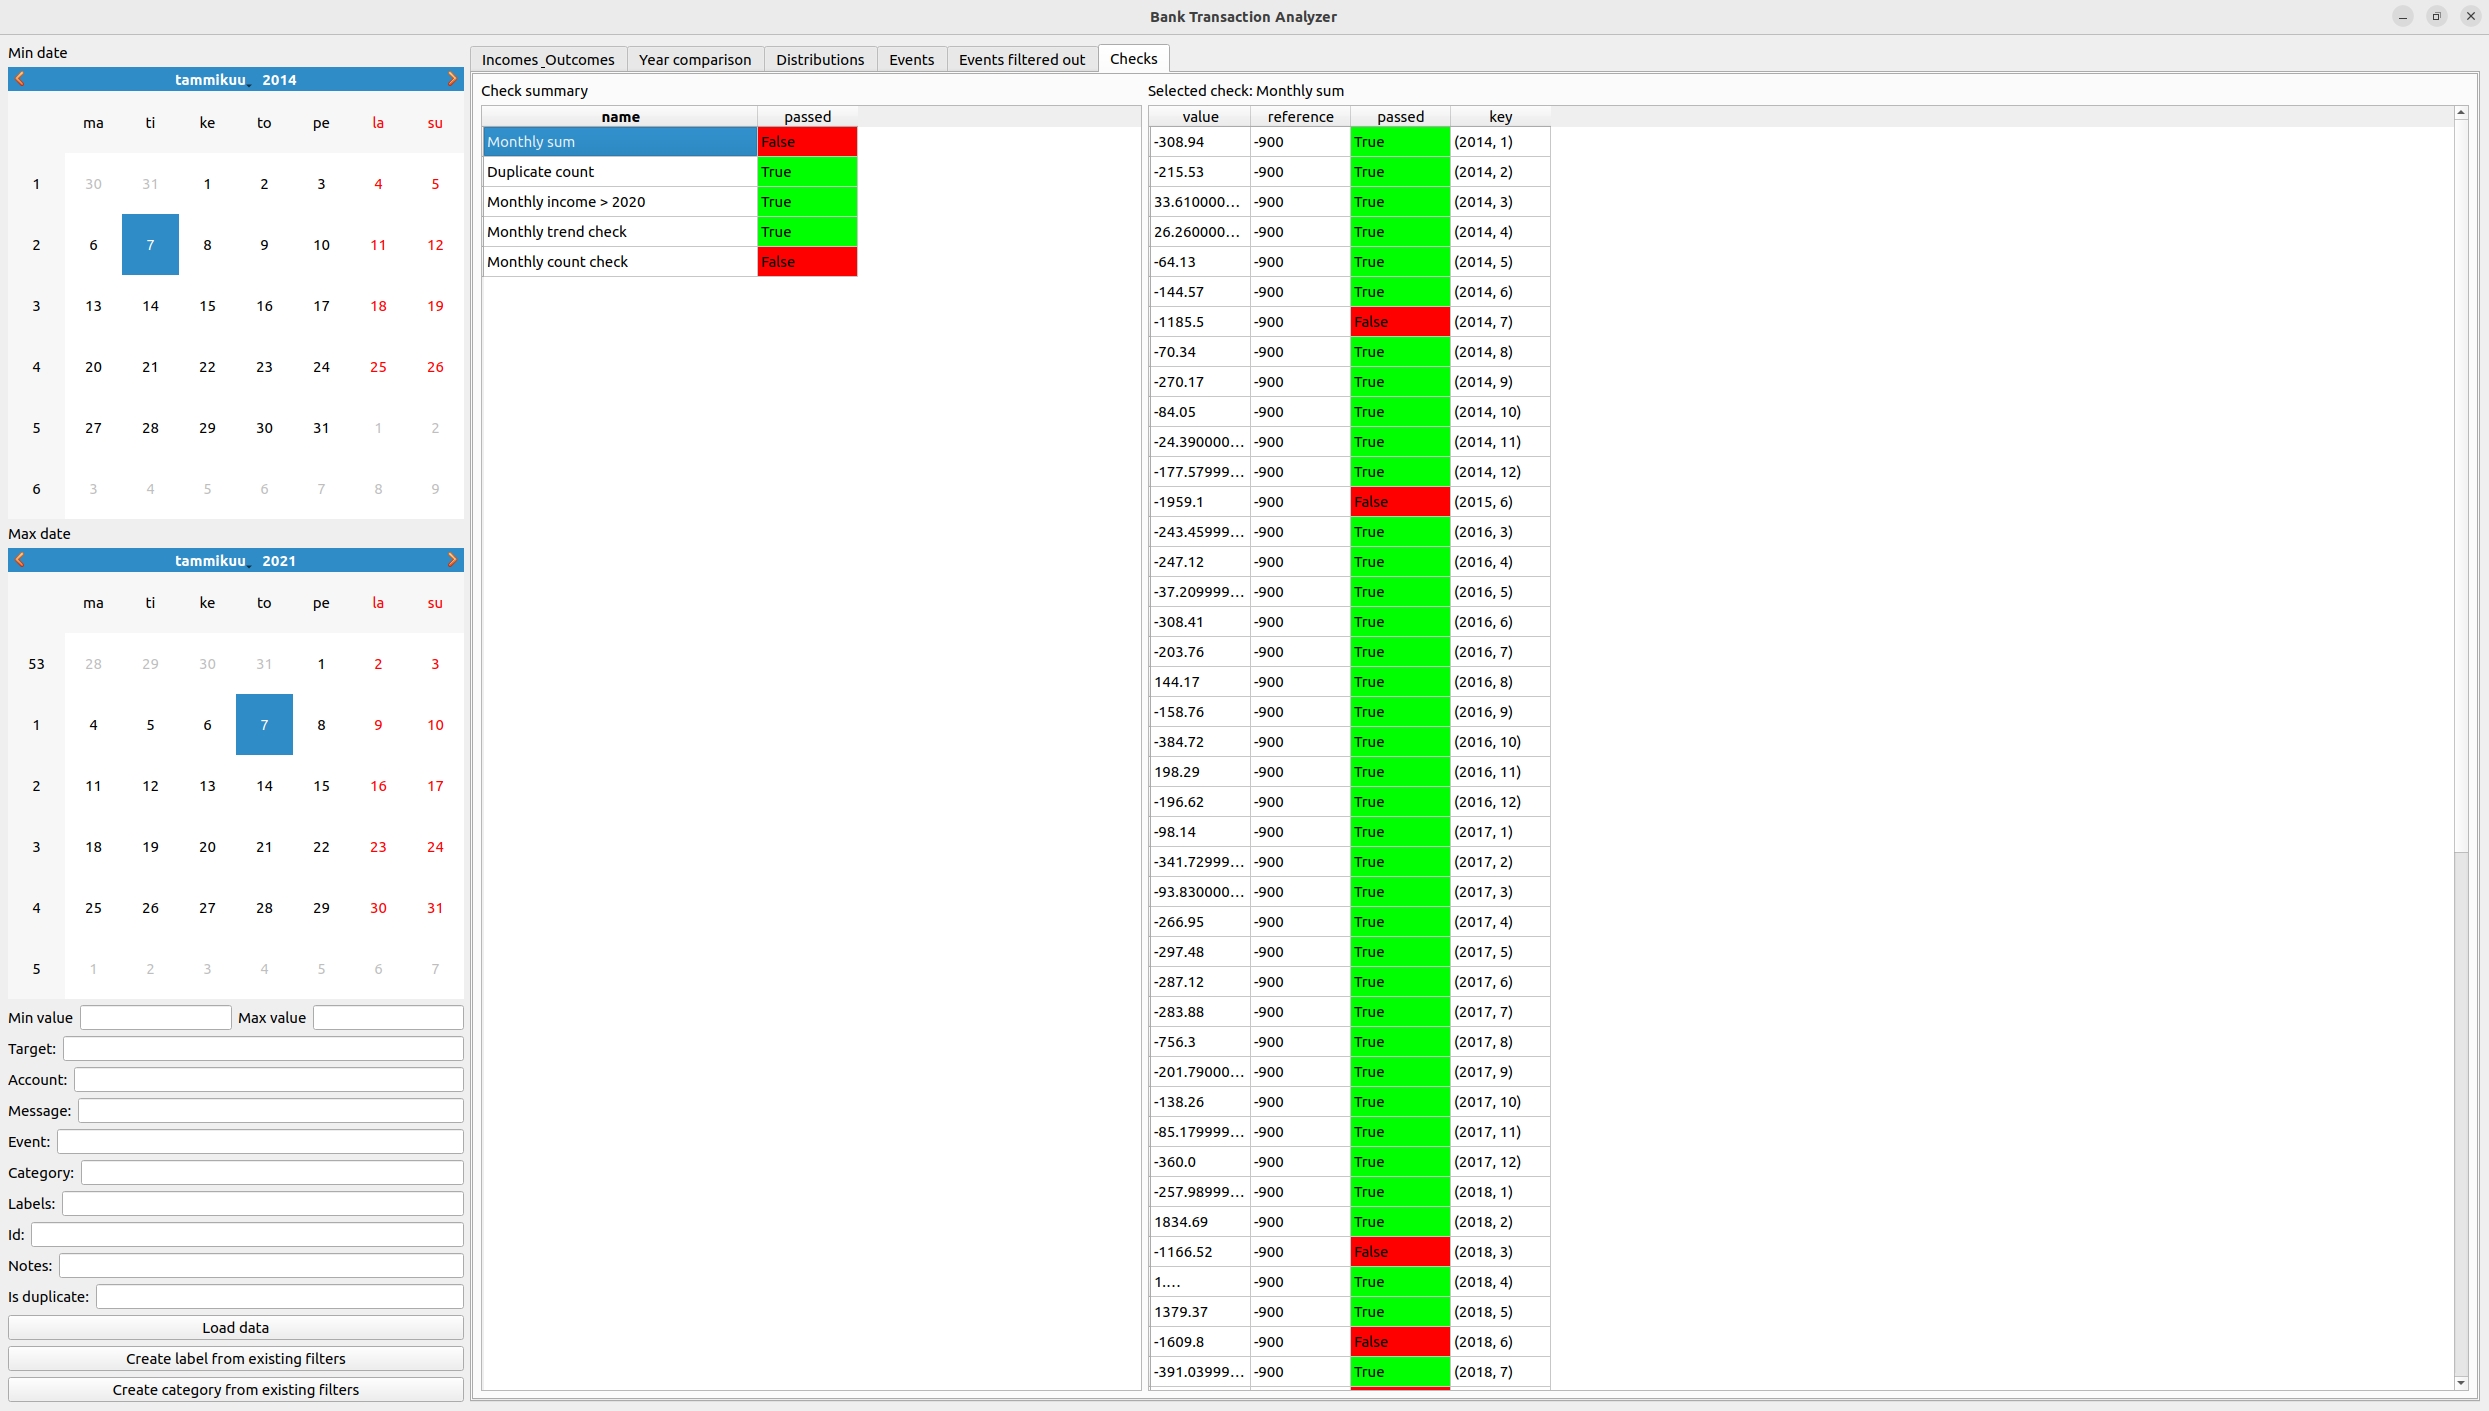 Bank Transaction Analyzer
Min date
tammikuu 2014
ma ti ke to pe la su
1 30 31 1 2 3 4 5
2 6 7 8 9 10 11 12
3 13 14 15 16 17 18 19
4 20 21 22 23 24 25 26
5 27 28 29 30 31 1 2
6 3 4 5 6 7 8 9
Max date
tammikuu 2021
ma ti ke to pe la su
53 28 29 30 31 1 2 3
1 4 5 6 7 8 9 10
2 11 12 13 14 15 16 17
3 18 19 20 21 22 23 24
4 25 26 27 28 29 30 31
5 1 2 3 4 5 6 7
Min value Max value
Target:
Account:
Message:
Event:
Category:
Labels:
Id:
Notes:
Is duplicate:
Load data
Create label from existing filters
Create category from existing filters
Incomes_Outcomes Year comparison Distributions Events Events filtered out Checks
Check summary
name passed
Monthly sum False
Duplicate count True
Monthly income > 2020 True
Monthly trend check True
Monthly count check False
Selected check: Monthly sum
value reference passed key
-308.94 -900 True (2014, 1)
-215.53 -900 True (2014, 2)
33.610000... -900 True (2014, 3)
26.260000... -900 True (2014, 4)
-64.13 -900 True (2014, 5)
-144.57 -900 True (2014, 6)
-1185.5 -900 False (2014, 7)
-70.34 -900 True (2014, 8)
-270.17 -900 True (2014, 9)
-84.05 -900 True (2014, 10)
-24.390000... -900 True (2014, 11)
-177.57999... -900 True (2014, 12)
-1959.1 -900 False (2015, 6)
-243.45999... -900 True (2016, 3)
-247.12 -900 True (2016, 4)
-37.209999... -900 True (2016, 5)
-308.41 -900 True (2016, 6)
-203.76 -900 True (2016, 7)
144.17 -900 True (2016, 8)
-158.76 -900 True (2016, 9)
-384.72 -900 True (2016, 10)
198.29 -900 True (2016, 11)
-196.62 -900 True (2016, 12)
-98.14 -900 True (2017, 1)
-341.72999... -900 True (2017, 2)
-93.830000... -900 True (2017, 3)
-266.95 -900 True (2017, 4)
-297.48 -900 True (2017, 5)
-287.12 -900 True (2017, 6)
-283.88 -900 True (2017, 7)
-756.3 -900 True (2017, 8)
-201.79000... -900 True (2017, 9)
-138.26 -900 True (2017, 10)
-85.179999... -900 True (2017, 11)
-360.0 -900 True (2017, 12)
-257.98999... -900 True (2018, 1)
1834.69 -900 True (2018, 2)
-1166.52 -900 False (2018, 3)
1.... -900 True (2018, 4)
1379.37 -900 True (2018, 5)
-1609.8 -900 False (2018, 6)
-391.03999... -900 True (2018, 7)